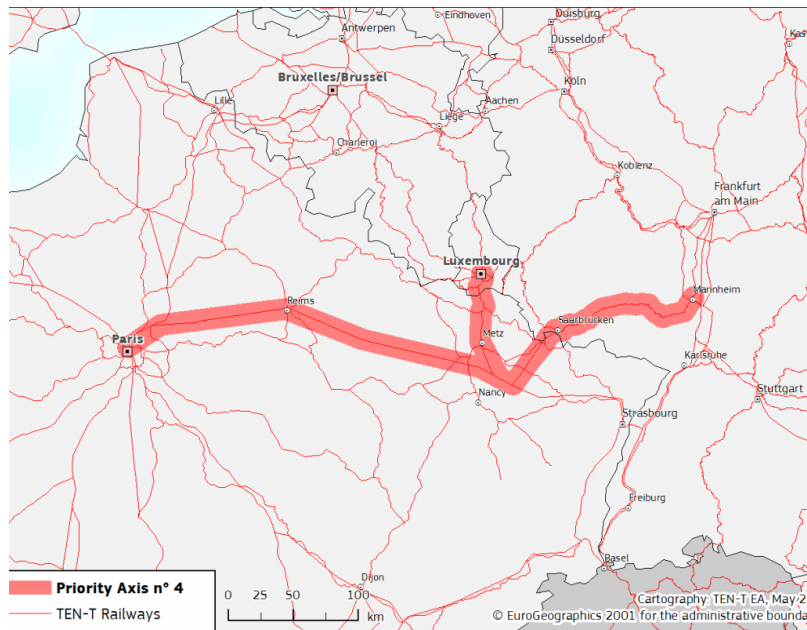 Eindhoven
Duisburg
Antwerpen
Düsseldorf
Bruxelles/Brussel
Köln
Lille
Aachen
Liège
Charleroi
Koblenz
Frankfurt
am Main
Luxembourg
Mannheim
Reims
Saarbrücken
Paris
Metz
Karlsruhe
Nancy
Stuttgart
Strasbourg
Freiburg
Basel
Dijon
Priority Axis n° 4
TEN-T Railways
0 25 50 100
km
Cartography: TEN-T EA, May-2
© EuroGeographics 2001 for the administrative bounda